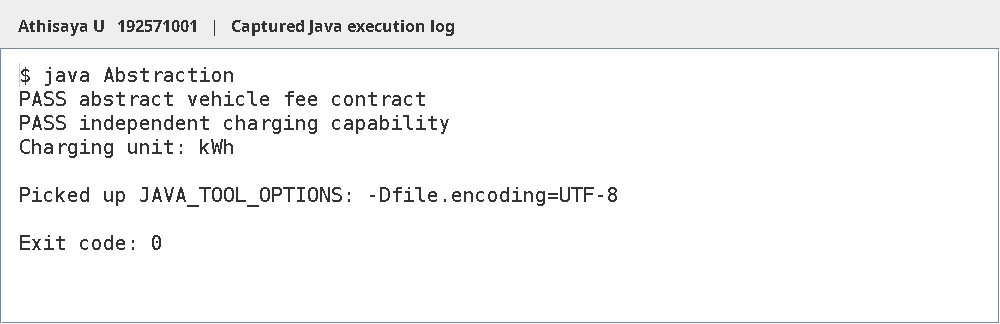 Athisaya U 192571001 | Captured Java execution log
$ java Abstraction
PASS abstract vehicle fee contract
PASS independent charging capability
Charging unit: kWh
Picked up JAVA_TOOL_OPTIONS: -Dfile.encoding=UTF-8
Exit code: 0